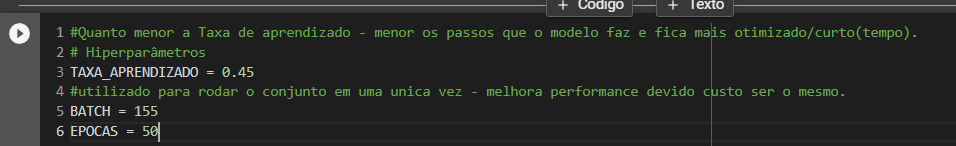 + Código + Texto
1 #Quanto menor a Taxa de aprendizado - menor os passos que o modelo faz e fica mais otimizado/curto(tempo).
2 # Hiperparâmetros
3 TAXA_APRENDIZADO = 0.45
4 #utilizado para rodar o conjunto em uma unica vez - melhora performance devido custo ser o mesmo.
5 BATCH = 155
6 EPOCAS = 50